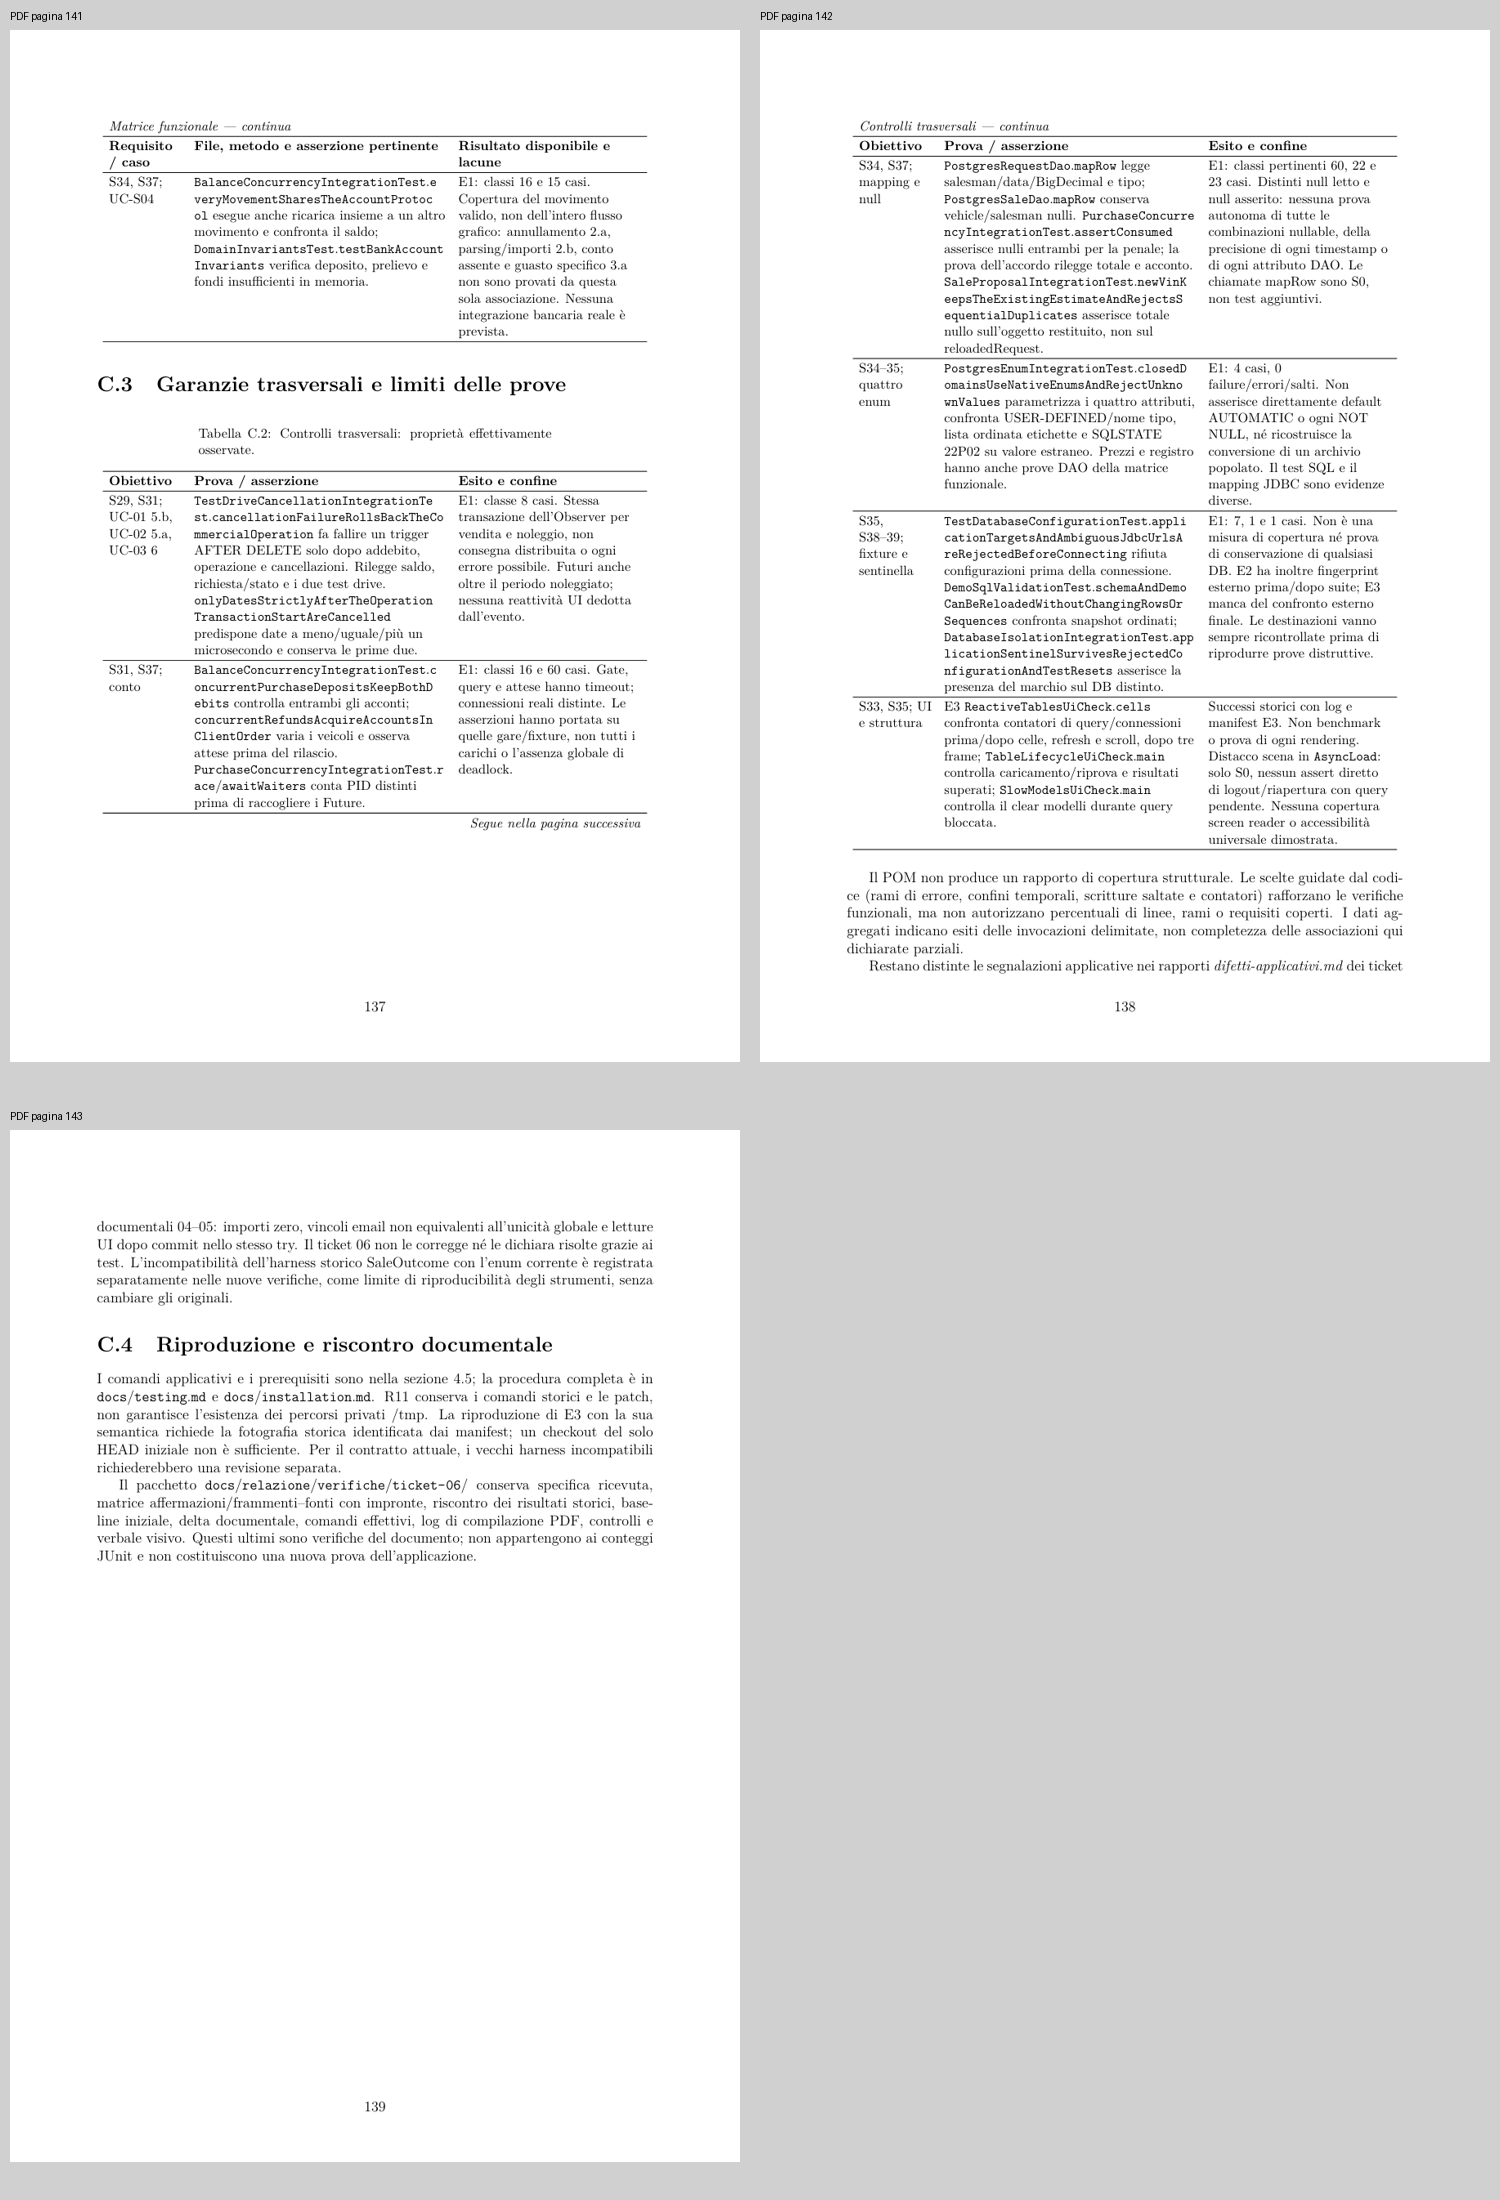 PDF pagina 141
Matrice funzionale — continua
Requisito / caso
File, metodo e asserzione pertinente
Risultato disponibile e lacune
S34, S37;
UC-S04
BalanceConcurrencyIntegrationTest.e
veryMovementSharesTheAccountProtoc
ol esegue anche ricarica insieme a un altro
movimento e confronta il saldo;
DomainInvariantsTest.testBankAccount
Invariants verifica deposito, prelievo e
fondi insufficienti in memoria.
E1: classi 16 e 15 casi.
Copertura del movimento
valido, non dell'intero flusso
grafico: annullamento 2.a,
parsing/importi 2.b, conto
assente e guasto specifico 3.a
non sono provati da questa
sola associazione. Nessuna
integrazione bancaria reale è
prevista.
C.3 Garanzie trasversali e limiti delle prove
Tabella C.2: Controlli trasversali: proprietà effettivamente
osservate.
Obiettivo
Prova / asserzione
Esito e confine
S29, S31;
UC-01 5.b,
UC-02 5.a,
UC-03 6
TestDriveCancellationIntegrationTe
st.cancellationFailureRollsBackTheCo
mmercialOperation fa fallire un trigger
AFTER DELETE solo dopo addebito,
operazione e cancellazioni. Rilegge saldo,
richiesta/stato e i due test drive.
onlyDatesStrictlyAfterTheOperation
TransactionStartAreCancelled
predispone date a meno/uguale/più un
microsecondo e conserva le prime due.
E1: classe 8 casi. Stessa
transazione dell'Observer per
vendita e noleggio, non
consegna distribuita o ogni
errore possibile. Futuri anche
oltre il periodo noleggiato;
nessuna reattività UI dedotta
dall'evento.
S31, S37;
conto
BalanceConcurrencyIntegrationTest.c
oncurrentPurchaseDepositsKeepBothD
ebits controlla entrambi gli acconti;
concurrentRefundsAcquireAccountsIn
ClientOrder varia i veicoli e osserva
attese prima del rilascio.
PurchaseConcurrencyIntegrationTest.r
ace/awaitWaiters conta PID distinti
prima di raccogliere i Future.
E1: classi 16 e 60 casi. Gate,
query e attese hanno timeout;
connessioni reali distinte. Le
asserzioni hanno portata su
quelle gare/fixture, non tutti i
carichi o l'assenza globale di
deadlock.
Segue nella pagina successiva
137
PDF pagina 142
Controlli trasversali — continua
Obiettivo
Prova / asserzione
Esito e confine
S34, S37;
mapping e
null
PostgresRequestDao.mapRow legge
salesman/data/BigDecimal e tipo;
PostgresSaleDao.mapRow conserva
vehicle/salesman nulli. PurchaseConcurre
ncyIntegrationTest.assertConsumed
asserisce nulli entrambi per la penale; la
prova dell'accordo rilegge totale e acconto.
SaleProposalIntegrationTest.newVinK
eepsTheExistingEstimateAndRejectsS
equentialDuplicates asserisce totale
nullo sull'oggetto restituito, non sul
reloadedRequest.
E1: classi pertinenti 60, 22 e
23 casi. Distinti null letto e
null asserito: nessuna prova
autonoma di tutte le
combinazioni nullable, della
precisione di ogni timestamp o
di ogni attributo DAO. Le
chiamate mapRow sono S0,
non test aggiuntivi.
S34–35;
quattro
enum
PostgresEnumIntegrationTest.closedD
omainsUseNativeEnumsAndRejectUnkno
wnValues parametrizza i quattro attributi,
confronta USER-DEFINED/nome tipo,
lista ordinata etichette e SQLSTATE
22P02 su valore estraneo. Prezzi e registro
hanno anche prove DAO della matrice
funzionale.
E1: 4 casi, 0
failure/errori/salti. Non
asserisce direttamente default
AUTOMATIC o ogni NOT
NULL, né ricostruisce la
conversione di un archivio
popolato. Il test SQL e il
mapping JDBC sono evidenze
diverse.
S35,
S38–39;
fixture e
sentinella
TestDatabaseConfigurationTest.appli
cationTargetsAndAmbiguousJdbcUrlsA
reRejectedBeforeConnecting rifiuta
configurazioni prima della connessione.
DemoSqlValidationTest.schemaAndDemo
CanBeReloadedWithoutChangingRowsOr
Sequences confronta snapshot ordinati;
DatabaseIsolationIntegrationTest.app
licationSentinelSurvivesRejectedCo
nfigurationAndTestResets asserisce la
presenza del marchio sul DB distinto.
E1: 7, 1 e 1 casi. Non è una
misura di copertura né prova
di conservazione di qualsiasi
DB. E2 ha inoltre fingerprint
esterno prima/dopo suite; E3
manca del confronto esterno
finale. Le destinazioni vanno
sempre ricontrollate prima di
riprodurre prove distruttive.
S33, S35; UI
e struttura
E3 ReactiveTablesUiCheck.cells
confronta contatori di query/connessioni
prima/dopo celle, refresh e scroll, dopo tre
frame; TableLifecycleUiCheck.main
controlla caricamento/riprova e risultati
superati; SlowModelsUiCheck.main
controlla il clear modelli durante query
bloccata.
Successi storici con log e
manifest E3. Non benchmark
o prova di ogni rendering.
Distacco scena in AsyncLoad:
solo S0, nessun assert diretto
di logout/riapertura con query
pendente. Nessuna copertura
screen reader o accessibilità
universale dimostrata.
Il POM non produce un rapporto di copertura strutturale. Le scelte guidate dal codi-
ce (rami di errore, confini temporali, scritture saltate e contatori) rafforzano le verifiche
funzionali, ma non autorizzano percentuali di linee, rami o requisiti coperti. I dati ag-
gregati indicano esiti delle invocazioni delimitate, non completezza delle associazioni qui
dichiarate parziali.
Restano distinte le segnalazioni applicative nei rapporti difetti-applicativi.md dei ticket
138
PDF pagina 143
documentali 04–05: importi zero, vincoli email non equivalenti all'unicità globale e letture
UI dopo commit nello stesso try. Il ticket 06 non le corregge né le dichiara risolte grazie ai
test. L'incompatibilità dell'harness storico SaleOutcome con l'enum corrente è registrata
separatamente nelle nuove verifiche, come limite di riproducibilità degli strumenti, senza
cambiare gli originali.
C.4 Riproduzione e riscontro documentale
I comandi applicativi e i prerequisiti sono nella sezione 4.5; la procedura completa è in
docs/testing.md e docs/installation.md. R11 conserva i comandi storici e le patch,
non garantisce l'esistenza dei percorsi privati /tmp. La riproduzione di E3 con la sua
semantica richiede la fotografia storica identificata dai manifest; un checkout del solo
HEAD iniziale non è sufficiente. Per il contratto attuale, i vecchi harness incompatibili
richiederebbero una revisione separata.
Il pacchetto docs/relazione/verifiche/ticket-06/ conserva specifica ricevuta,
matrice affermazioni/frammenti–fonti con impronte, riscontro dei risultati storici, base-
line iniziale, delta documentale, comandi effettivi, log di compilazione PDF, controlli e
verbale visivo. Questi ultimi sono verifiche del documento; non appartengono ai conteggi
JUnit e non costituiscono una nuova prova dell'applicazione.
139